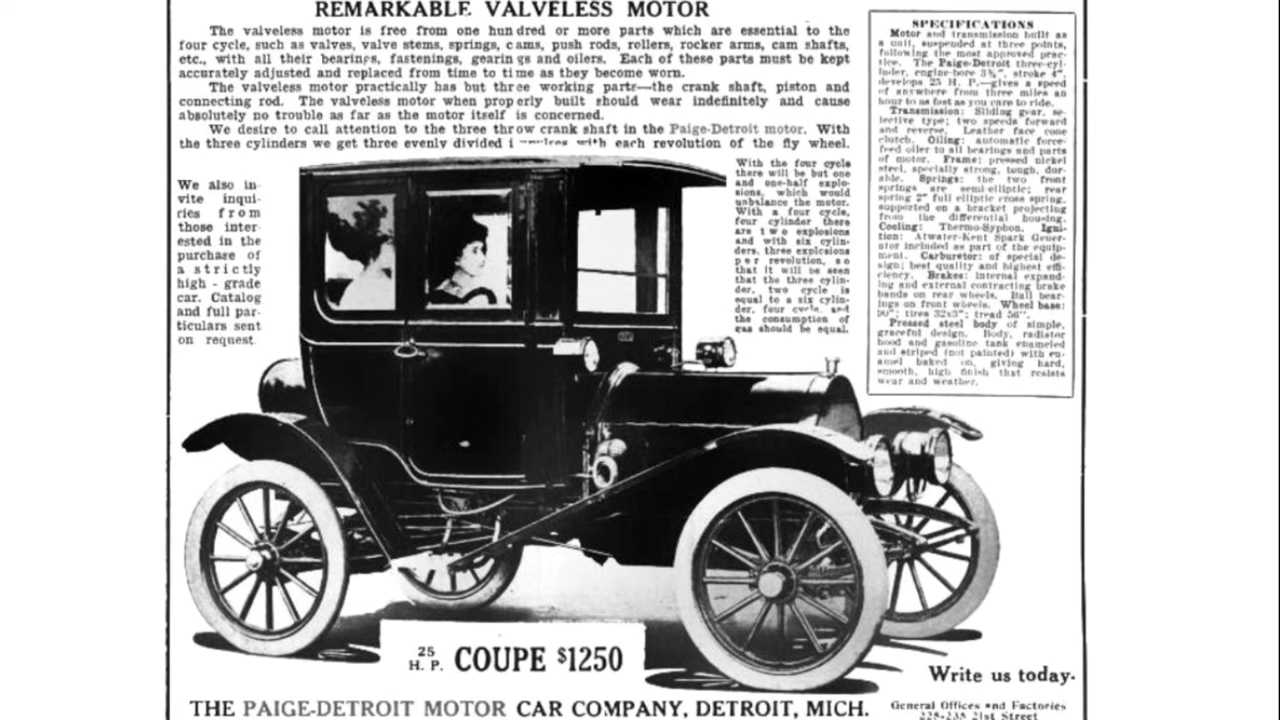 REMARKABLE VALVELESS MOTOR
The valveless motor is free from one hundred or more parts which are essential to the
four cycle, such as valves, valve stems, springs, cams, push rods, rollers, rocker arms, cam shafts,
etc., with all their bearings, fastenings, gearings and oilers. Each of these parts must be kept
accurately adjusted and replaced from time to time as they become worn.
The valveless motor practically has but three working parts—the crank shaft, piston and
connecting rod. The valveless motor when properly built should wear indefinitely and cause
absolutely no trouble as far as the motor itself is concerned.
We desire to call attention to the three throw crank shaft in the Paige-Detroit motor. With
the three cylinders we get three evenly divided with each revolution of the fly wheel.
We also in-
vite inqui-
ries from
those inter-
ested in the
purchase of
a strictly
high - grade
car. Catalog
and full par-
ticulars sent
on request.
With the four cycle
there will be but one
and one-half explo-
sions, which would
unbalance the motor.
With a four cycle,
four cylinder there
are two explosions
and with six cylin-
ders, three explosions
per revolution, so
that it will be seen
that the three cylin-
der, two cycle is
equal to a six cylin-
der, four cycle, and
the consumption of
gas should be equal.
SPECIFICATIONS
Motor and transmission built as
a unit, suspended at three points,
following the most approved prac-
tice. The Paige-Detroit three-cyl-
inder, engine-bore 3¾", stroke 4",
develops 25 H. P.—gives a speed
of anywhere from three miles an
hour to as fast as you care to ride.
Transmission: Sliding gear, se-
lective type; two speeds forward
and reverse. Leather face cone
clutch. Oiling: automatic force-
feed oiler to all bearings and parts
of motor. Frame: pressed nickel
steel, specially strong, tough, dur-
able. Springs: the two front
springs are semi-elliptic; rear
spring 2" full elliptic cross spring,
supported on a bracket projecting
from the differential housing.
Cooling: Thermo-Syphon. Igni-
tion: Atwater-Kent Spark Gener-
ator included as part of the equip-
ment. Carburetor: of special de-
sign; best quality and highest effi-
ciency. Brakes: internal expand-
ing and external contracting brake
bands on rear wheels. Ball bear-
ings on front wheels. Wheel base:
90"; tires 32x3"; tread 56".
Pressed steel body of simple,
graceful design. Body, radiator
hood and gasoline tank enameled
and striped (not painted) with en-
amel baked on, giving hard,
smooth, high finish that resists
wear and weather.
25
H. P. COUPE $1250
Write us today.
THE PAIGE-DETROIT MOTOR CAR COMPANY, DETROIT, MICH.
General Offices and Factories
21st Street